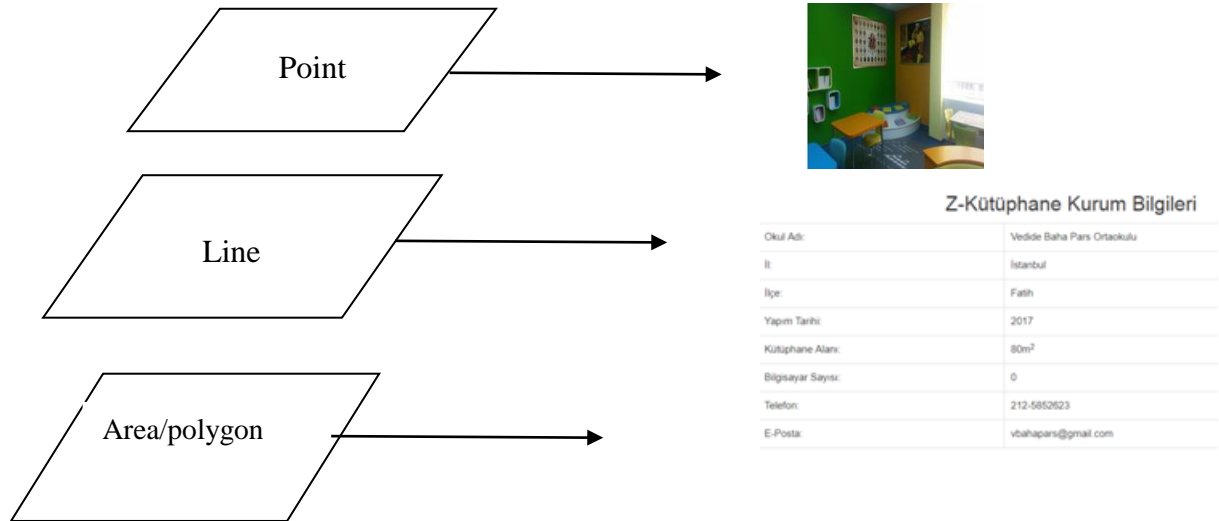 Point
Line
Area/polygon
Z-Kütüphane Kurum Bilgileri
Okul Adı: Vedide Baha Pars Ortaokulu
İl: İstanbul
İlçe: Fatih
Yapım Tarihi: 2017
Kütüphane Alanı: 80m²
Bilgisayar Sayısı: 0
Telefon: 212-5852623
E-Posta: vbahapars@gmail.com